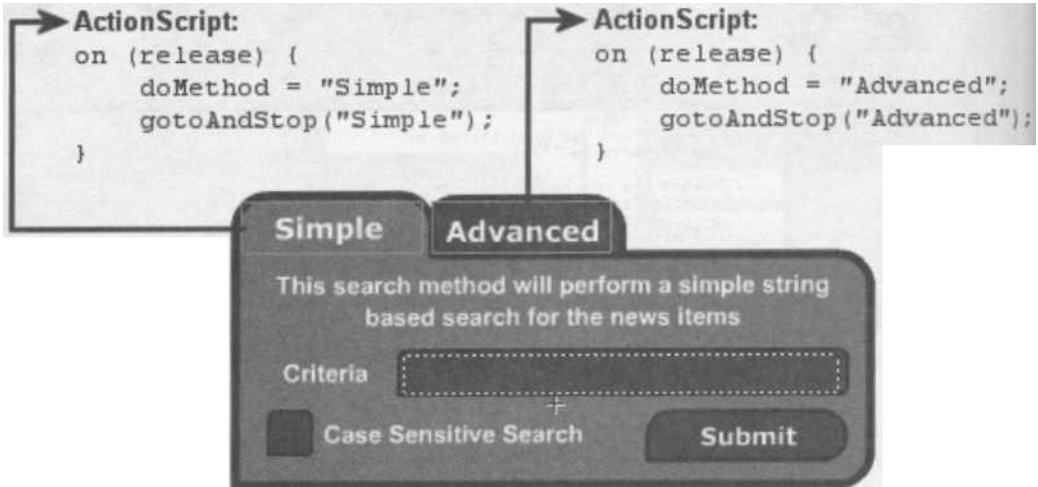 ActionScript:
on (release) {
doMethod = "Simple";
gotoAndStop("Simple");
}
ActionScript:
on (release) {
doMethod = "Advanced";
gotoAndStop("Advanced");
}
Simple
Advanced
This search method will perform a simple string
based search for the news items
Criteria
Case Sensitive Search
Submit